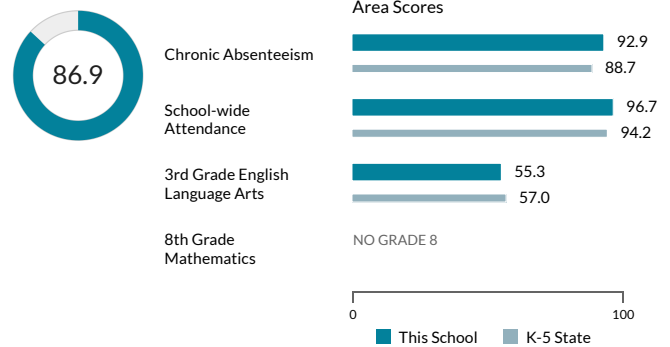 Area Scores
86.9
Chronic Absenteeism
92.9
88.7
School-wide
Attendance
96.7
94.2
3rd Grade English
Language Arts
55.3
57.0
8th Grade
Mathematics
NO GRADE 8
0
100
This School
K-5 State